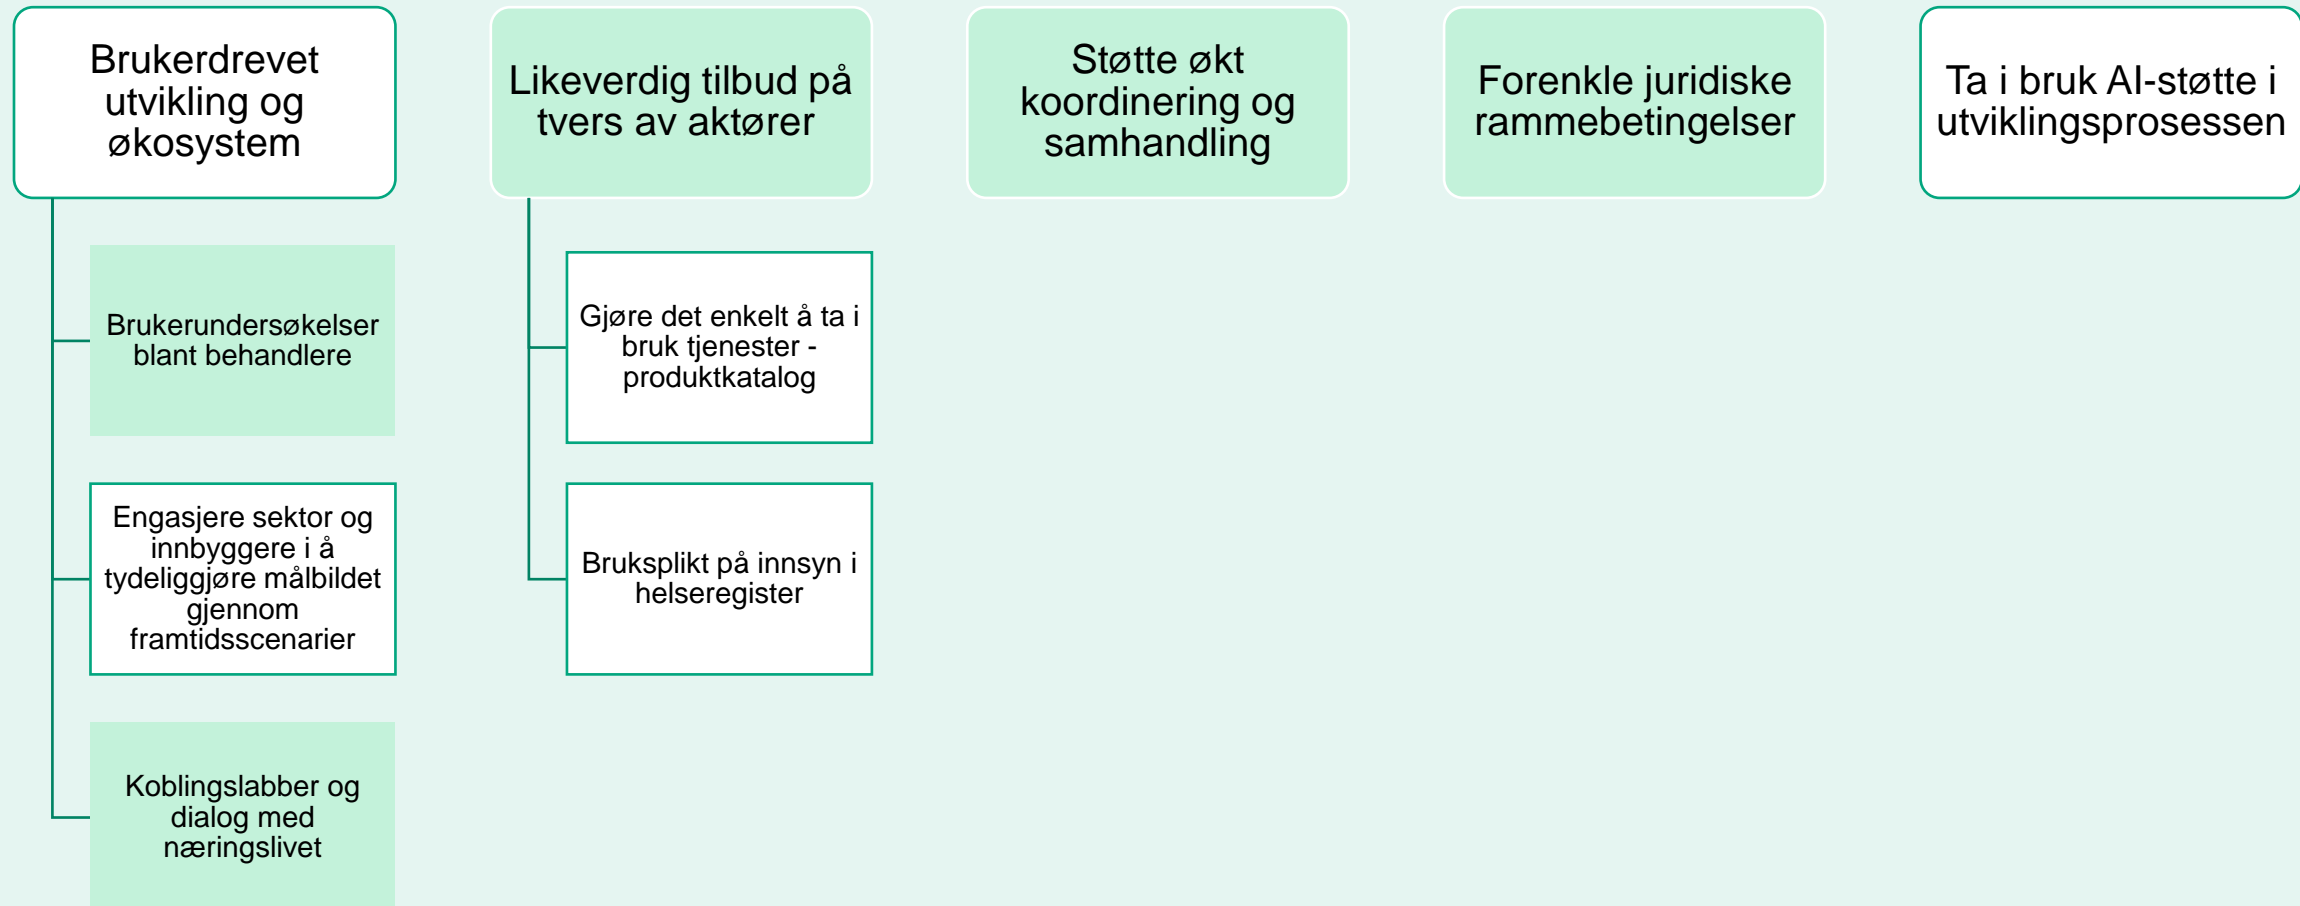 Brukerdrevet
utvikling og
økosystem
Brukerundersøkelser
blant behandlere
Engasjere sektor og
innbyggere i å
tydeliggjøre målbildet
gjennom
framtidsscenarier
Koblingslabber og
dialog med
næringslivet
Likeverdig tilbud på
tvers av aktører
Gjøre det enkelt å ta i
bruk tjenester -
produktkatalog
Bruksplikt på innsyn i
helseregister
Støtte økt
koordinering og
samhandling
Forenkle juridiske
rammebetingelser
Ta i bruk AI-støtte i
utviklingsprosessen